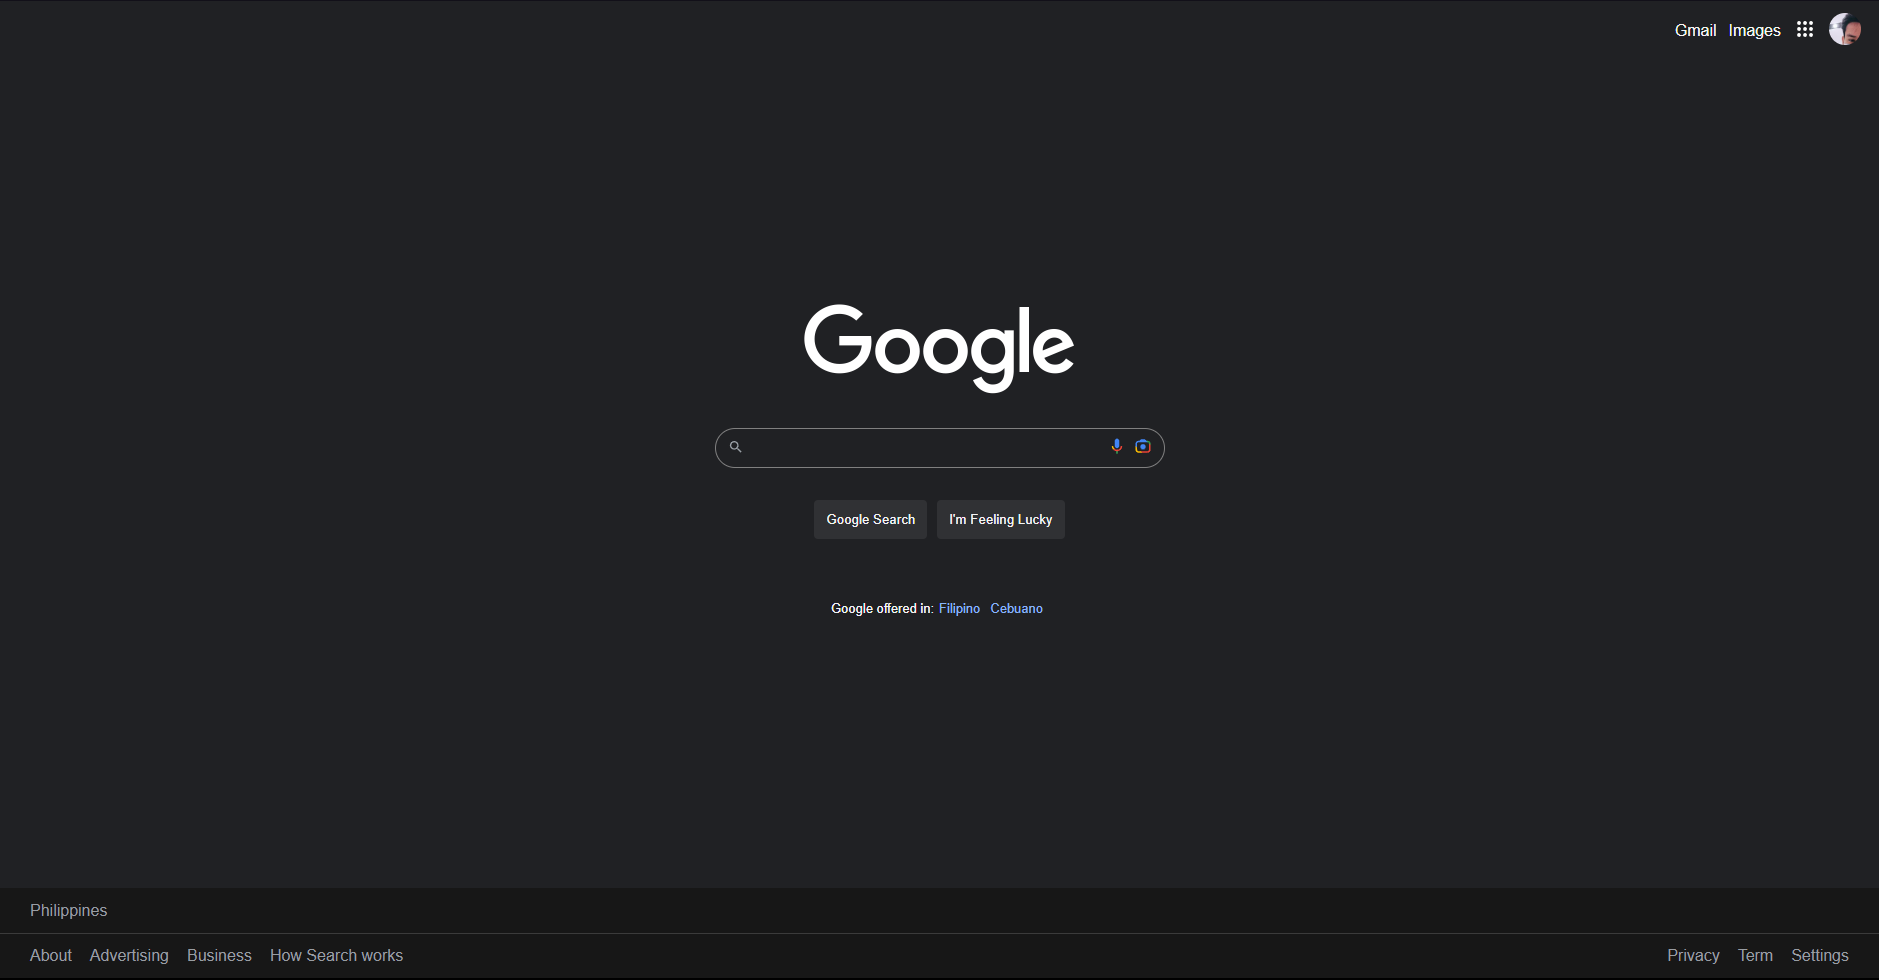 Gmail Images
Google
Google Search I'm Feeling Lucky
Google offered in: Filipino Cebuano
Philippines
About Advertising Business How Search works Privacy Term Settings